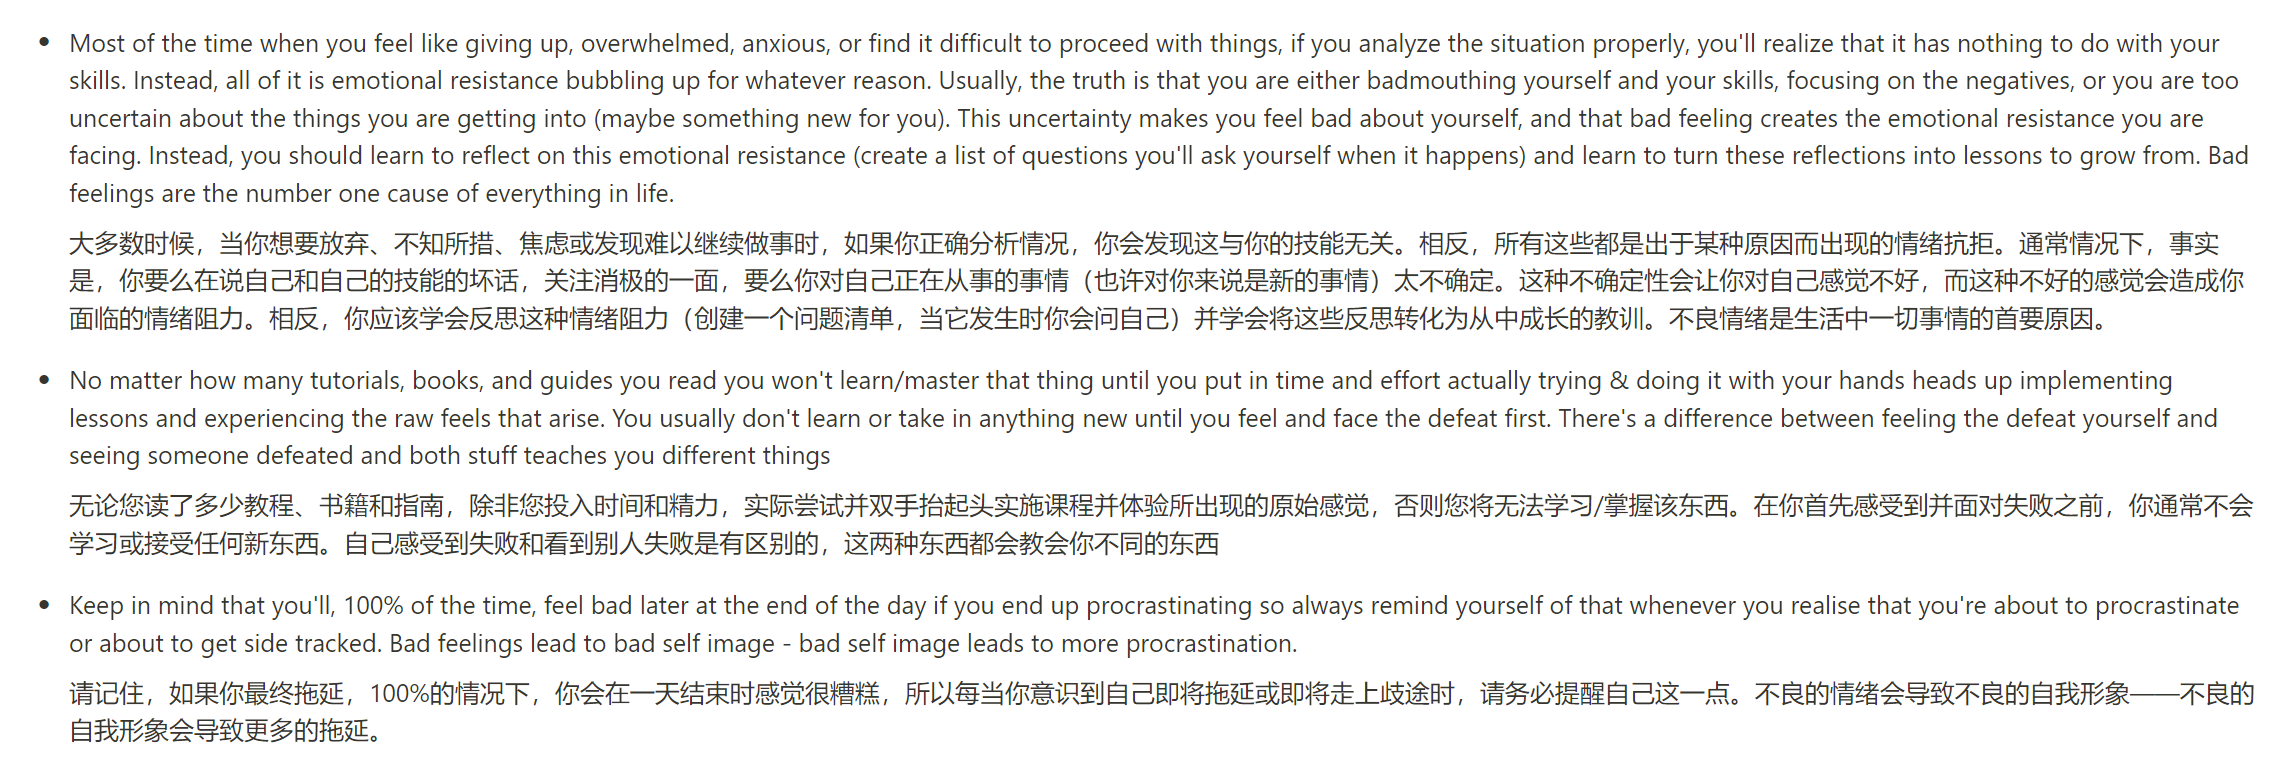 • Most of the time when you feel like giving up, overwhelmed, anxious, or find it difficult to proceed with things, if you analyze the situation properly, you'll realize that it has nothing to do with your
skills. Instead, all of it is emotional resistance bubbling up for whatever reason. Usually, the truth is that you are either badmouthing yourself and your skills, focusing on the negatives, or you are too
uncertain about the things you are getting into (maybe something new for you). This uncertainty makes you feel bad about yourself, and that bad feeling creates the emotional resistance you are
facing. Instead, you should learn to reflect on this emotional resistance (create a list of questions you'll ask yourself when it happens) and learn to turn these reflections into lessons to grow from. Bad
feelings are the number one cause of everything in life.
大多数时候，当你想要放弃、不知所措、焦虑或发现难以继续做事时，如果你正确分析情况，你会发现这与你的技能无关。相反，所有这些都是出于某种原因而出现的情绪抗拒。通常情况下，事实
是，你要么在说自己和自己的技能的坏话，关注消极的一面，要么你对自己正在从事的事情（也许对你来说是新的事情）太不确定。这种不确定性会让你对自己感觉不好，而这种不好的感觉会造成你
面临的情绪阻力。相反，你应该学会反思这种情绪阻力（创建一个问题清单，当它发生时你会问自己）并学会将这些反思转化为从中成长的教训。不良情绪是生活中一切事情的首要原因。
• No matter how many tutorials, books, and guides you read you won't learn/master that thing until you put in time and effort actually trying & doing it with your hands heads up implementing
lessons and experiencing the raw feels that arise. You usually don't learn or take in anything new until you feel and face the defeat first. There's a difference between feeling the defeat yourself and
seeing someone defeated and both stuff teaches you different things
无论您读了多少教程、书籍和指南，除非您投入时间和精力，实际尝试并双手抬起头实施课程并体验所出现的原始感觉，否则您将无法学习/掌握该东西。在你首先感受到并面对失败之前，你通常不会
学习或接受任何新东西。自己感受到失败和看到别人失败是有区别的，这两种东西都会教会你不同的东西
• Keep in mind that you'll, 100% of the time, feel bad later at the end of the day if you end up procrastinating so always remind yourself of that whenever you realise that you're about to procrastinate
or about to get side tracked. Bad feelings lead to bad self image - bad self image leads to more procrastination.
请记住，如果你最终拖延，100%的情况下，你会在一天结束时感觉很糟糕，所以每当你意识到自己即将拖延或即将走上歧途时，请务必提醒自己这一点。不良的情绪会导致不良的自我形象——不良的
自我形象会导致更多的拖延。